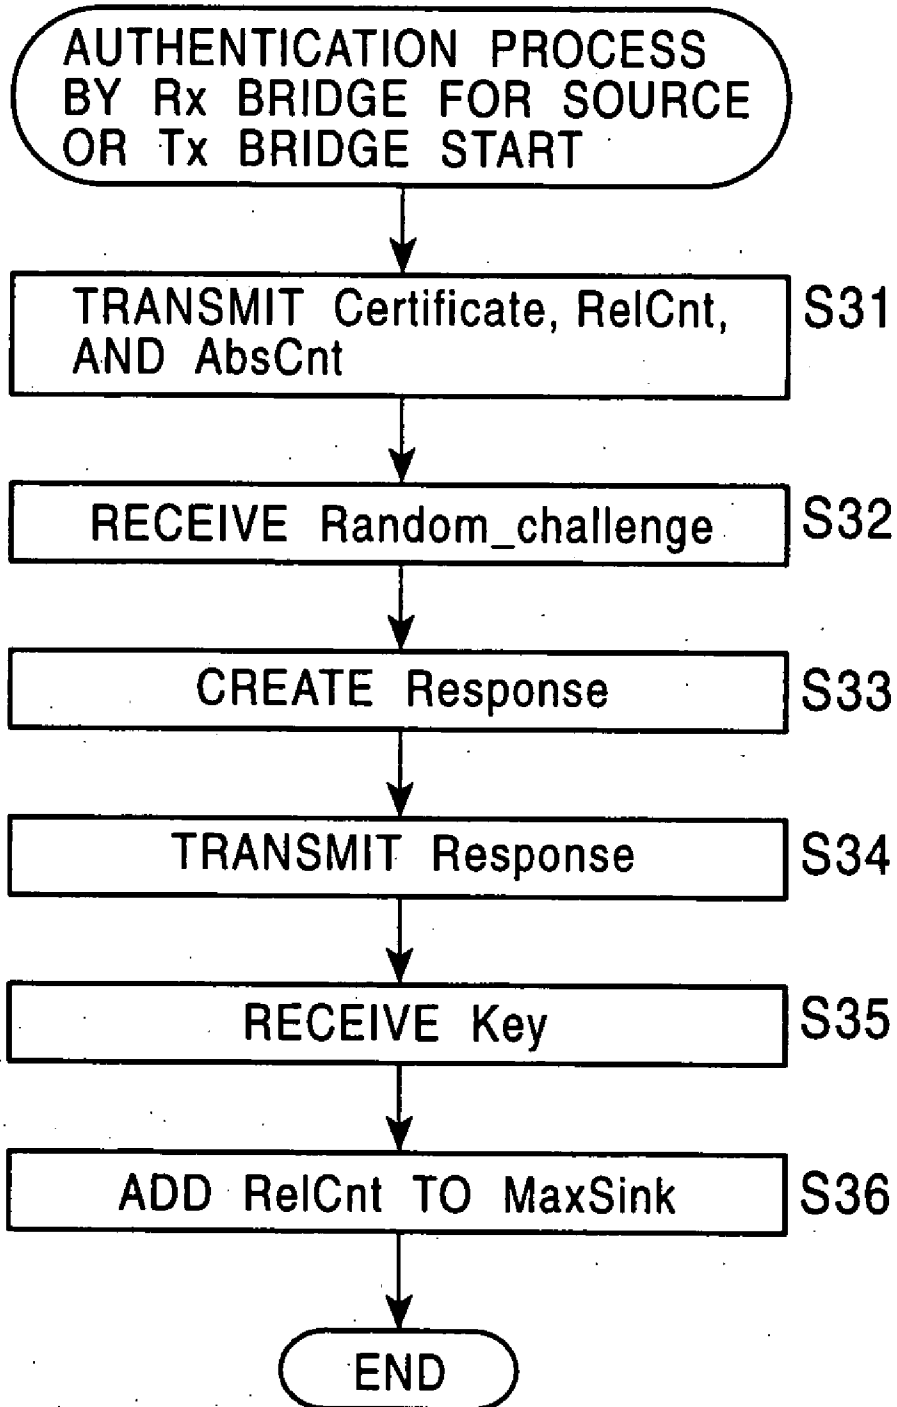 AUTHENTICATION PROCESS
BY Rx BRIDGE FOR SOURCE
OR Tx BRIDGE START
TRANSMIT Certificate, RelCnt,
AND AbsCnt
S31
RECEIVE Random_challenge
S32
CREATE Response
S33
TRANSMIT Response
S34
RECEIVE Key
S35
ADD RelCnt TO MaxSink
S36
END